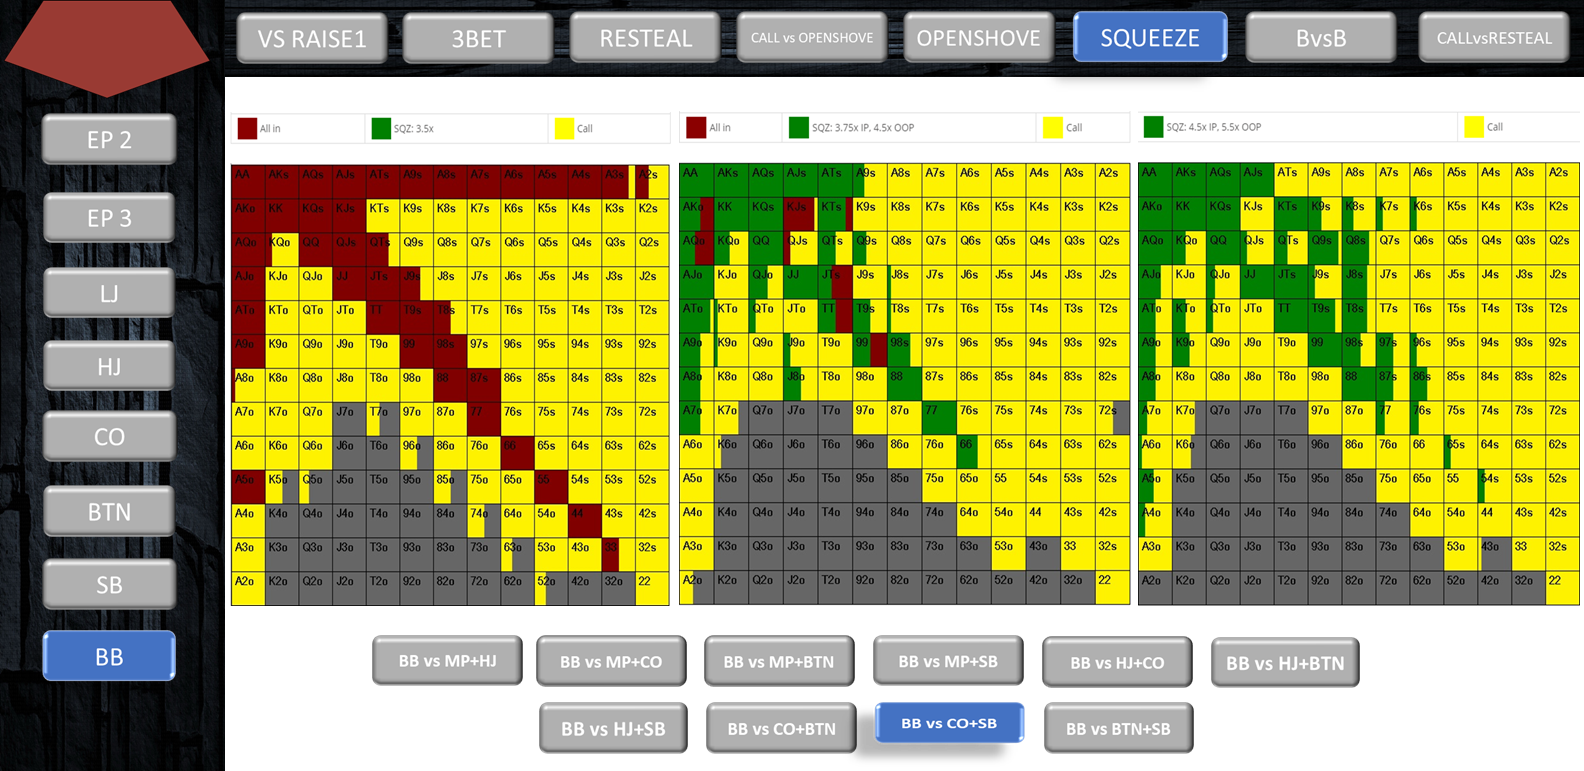 VS RAISE1 3BET RESTEAL CALL vs OPENSHOVE OPENSHOVE SQUEEZE BvsB CALLvsRESTEAL
EP 2
EP 3
LJ
HJ
CO
BTN
SB
BB
All in SQZ: 3.5x Call
AA AKs AQs AJs ATs A9s A8s A7s A6s A5s A4s A3s A2s
AKo KK KQs KJs KTs K9s K8s K7s K6s K5s K4s K3s K2s
AQo KQo QQ QJs QTs Q9s Q8s Q7s Q6s Q5s Q4s Q3s Q2s
AJo KJo QJo JJ JTs J9s J8s J7s J6s J5s J4s J3s J2s
ATo KTo QTo JTo TT T9s T8s T7s T6s T5s T4s T3s T2s
A9o K9o Q9o J9o T9o 99 98s 97s 96s 95s 94s 93s 92s
A8o K8o Q8o J8o T8o 98o 88 87s 86s 85s 84s 83s 82s
A7o K7o Q7o J7o T7o 97o 87o 77 76s 75s 74s 73s 72s
A6o K6o Q6o J6o T6o 96o 86o 76o 66 65s 64s 63s 62s
A5o K5o Q5o J5o T5o 95o 85o 75o 65o 55 54s 53s 52s
A4o K4o Q4o J4o T4o 94o 84o 74o 64o 54o 44 43s 42s
A3o K3o Q3o J3o T3o 93o 83o 73o 63o 53o 43o 33 32s
A2o K2o Q2o J2o T2o 92o 82o 72o 62o 52o 42o 32o 22
All in SQZ: 3.75x IP, 4.5x OOP Call
AA AKs AQs AJs ATs A9s A8s A7s A6s A5s A4s A3s A2s
AKo KK KQs KJs KTs K9s K8s K7s K6s K5s K4s K3s K2s
AQo KQo QQ QJs QTs Q9s Q8s Q7s Q6s Q5s Q4s Q3s Q2s
AJo KJo QJo JJ JTs J9s J8s J7s J6s J5s J4s J3s J2s
ATo KTo QTo JTo TT T9s T8s T7s T6s T5s T4s T3s T2s
A9o K9o Q9o J9o T9o 99 98s 97s 96s 95s 94s 93s 92s
A8o K8o Q8o J8o T8o 98o 88 87s 86s 85s 84s 83s 82s
A7o K7o Q7o J7o T7o 97o 87o 77 76s 75s 74s 73s 72s
A6o K6o Q6o J6o T6o 96o 86o 76o 66 65s 64s 63s 62s
A5o K5o Q5o J5o T5o 95o 85o 75o 65o 55 54s 53s 52s
A4o K4o Q4o J4o T4o 94o 84o 74o 64o 54o 44 43s 42s
A3o K3o Q3o J3o T3o 93o 83o 73o 63o 53o 43o 33 32s
A2o K2o Q2o J2o T2o 92o 82o 72o 62o 52o 42o 32o 22
SQZ: 4.5x IP, 5.5x OOP Call
AA AKs AQs AJs ATs A9s A8s A7s A6s A5s A4s A3s A2s
AKo KK KQs KJs KTs K9s K8s K7s K6s K5s K4s K3s K2s
AQo KQo QQ QJs QTs Q9s Q8s Q7s Q6s Q5s Q4s Q3s Q2s
AJo KJo QJo JJ JTs J9s J8s J7s J6s J5s J4s J3s J2s
ATo KTo QTo JTo TT T9s T8s T7s T6s T5s T4s T3s T2s
A9o K9o Q9o J9o T9o 99 98s 97s 96s 95s 94s 93s 92s
A8o K8o Q8o J8o T8o 98o 88 87s 86s 85s 84s 83s 82s
A7o K7o Q7o J7o T7o 97o 87o 77 76s 75s 74s 73s 72s
A6o K6o Q6o J6o T6o 96o 86o 76o 66 65s 64s 63s 62s
A5o K5o Q5o J5o T5o 95o 85o 75o 65o 55 54s 53s 52s
A4o K4o Q4o J4o T4o 94o 84o 74o 64o 54o 44 43s 42s
A3o K3o Q3o J3o T3o 93o 83o 73o 63o 53o 43o 33 32s
A2o K2o Q2o J2o T2o 92o 82o 72o 62o 52o 42o 32o 22
BB vs MP+HJ BB vs MP+CO BB vs MP+BTN BB vs MP+SB BB vs HJ+CO BB vs HJ+BTN
BB vs HJ+SB BB vs CO+BTN BB vs CO+SB BB vs BTN+SB